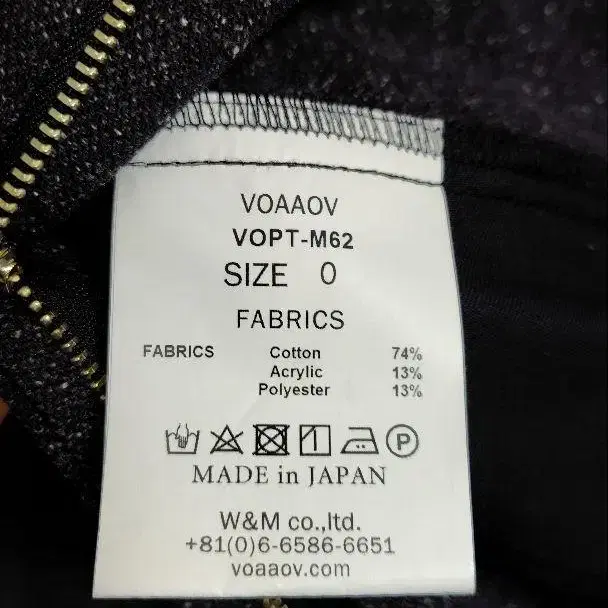 VOAAOV
VOPT-M62
SIZE 0
FABRICS
FABRICS Cotton 74%
Acrylic 13%
Polyester 13%
P
MADE in JAPAN
W&M co.,ltd.
+81(0)6-6586-6651
voaaov.com